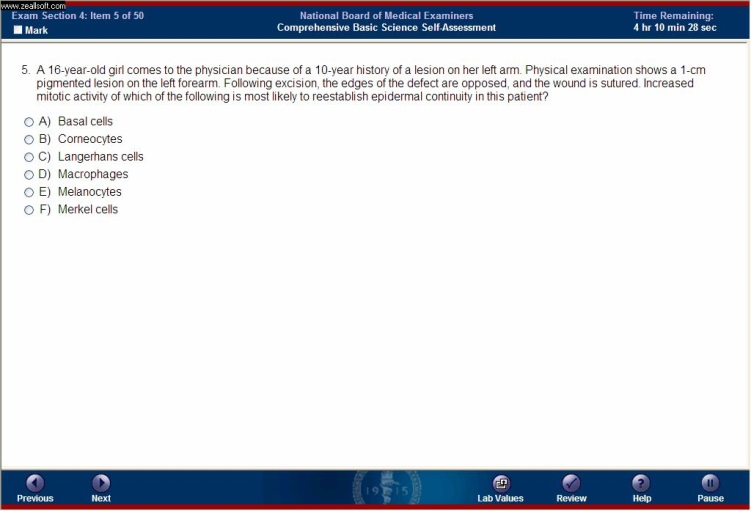 www.zeallsoft.com
Exam Section 4: Item 5 of 50
National Board of Medical Examiners
Time Remaining:
Mark
Comprehensive Basic Science Self-Assessment
4 hr 10 min 28 sec
5. A 16-year-old girl comes to the physician because of a 10-year history of a lesion on her left arm. Physical examination shows a 1-cm
pigmented lesion on the left forearm. Following excision, the edges of the defect are opposed, and the wound is sutured. Increased
mitotic activity of which of the following is most likely to reestablish epidermal continuity in this patient?
A) Basal cells
B) Corneocytes
C) Langerhans cells
D) Macrophages
E) Melanocytes
F) Merkel cells
1915
Previous
Next
Lab Values
Review
Help
Pause